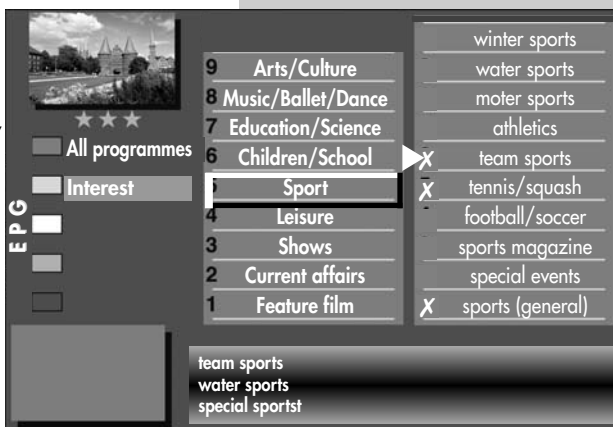 EPG
All programmes
Interest
9 Arts/Culture
8 Music/Ballet/Dance
7 Education/Science
6 Children/School
5 Sport
4 Leisure
3 Shows
2 Current affairs
1 Feature film
winter sports
water sports
moter sports
athletics
X team sports
X tennis/squash
football/soccer
sports magazine
special events
X sports (general)
team sports
water sports
special sportst